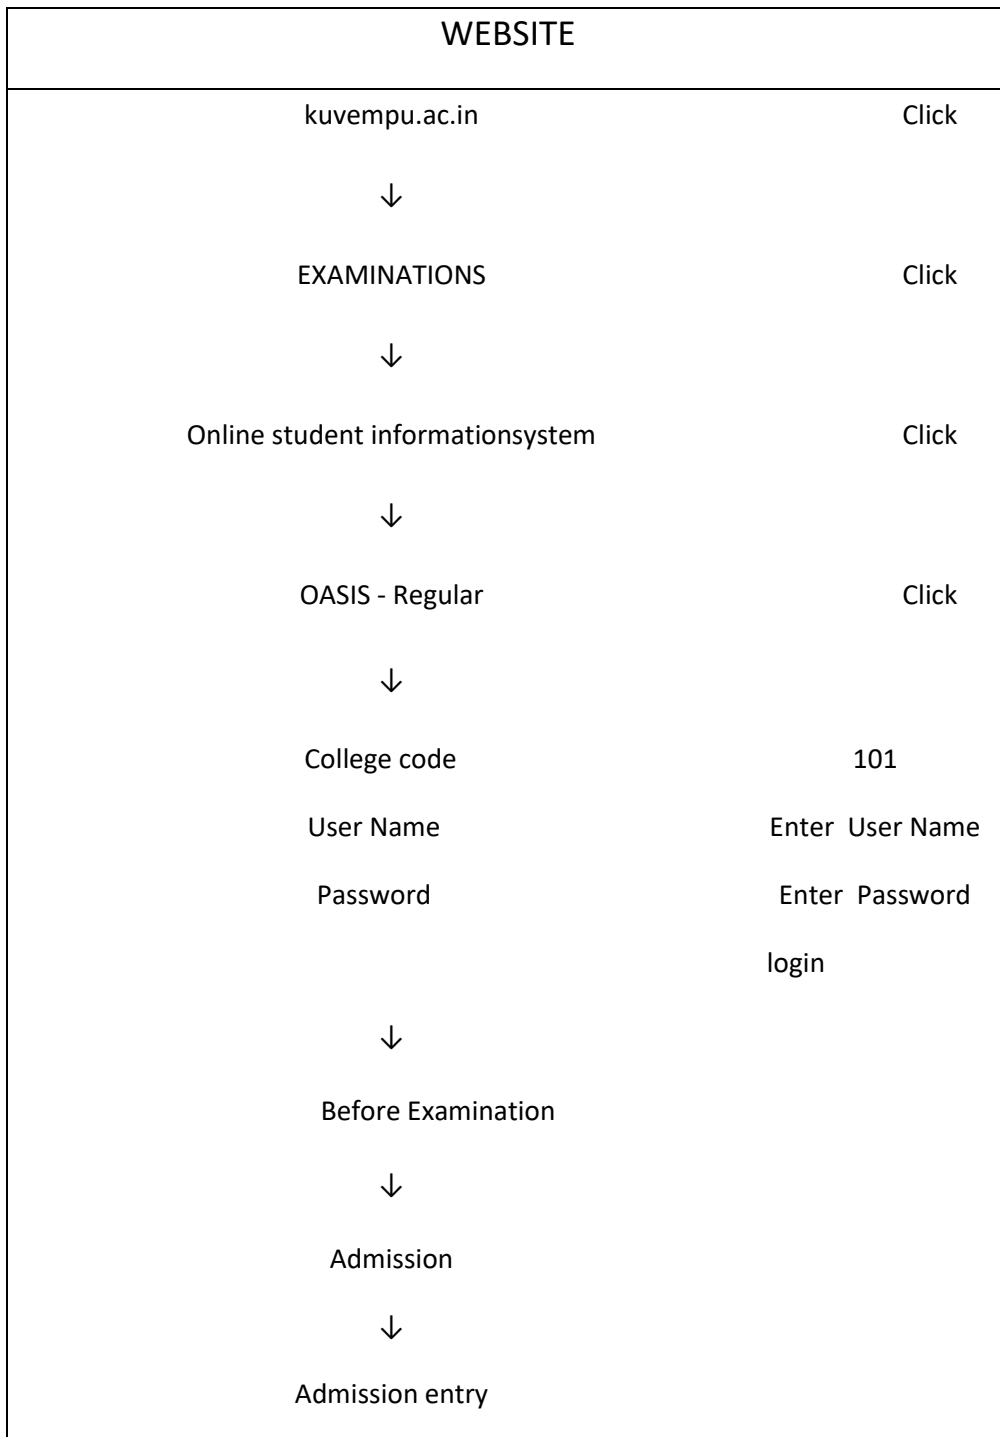 WEBSITE
kuvempu.ac.in Click
↓
EXAMINATIONS Click
↓
Online student informationsystem Click
↓
OASIS - Regular Click
↓
College code 101
User Name Enter User Name
Password Enter Password
login
↓
Before Examination
↓
Admission
↓
Admission entry